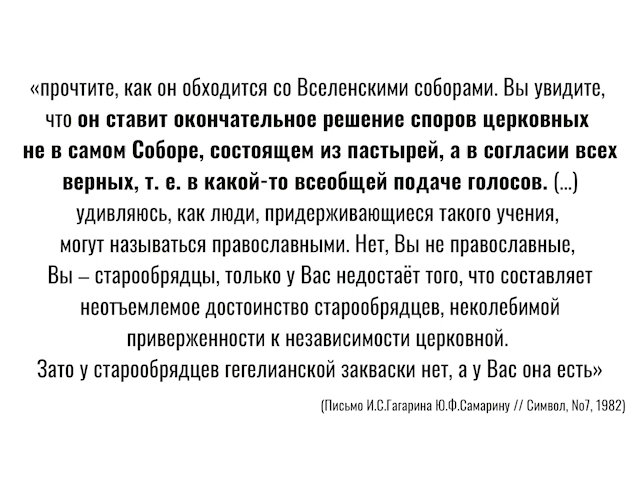 «прочтите, как он обходится со Вселенскими соборами. Вы увидите,
что он ставит окончательное решение споров церковных
не в самом Соборе, состоящем из пастырей, а в согласии всех
верных, т. е. в какой-то всеобщей подаче голосов. (...)
удивляюсь, как люди, придерживающиеся такого учения,
могут называться православными. Нет, Вы не православные,
Вы – старообрядцы, только у Вас недостаёт того, что составляет
неотъемлемое достоинство старообрядцев, неколебимой
приверженности к независимости церковной.
Зато у старообрядцев гегелианской закваски нет, а у Вас она есть»
(Письмо И.С.Гагарина Ю.Ф.Самарину // Символ, No7, 1982)